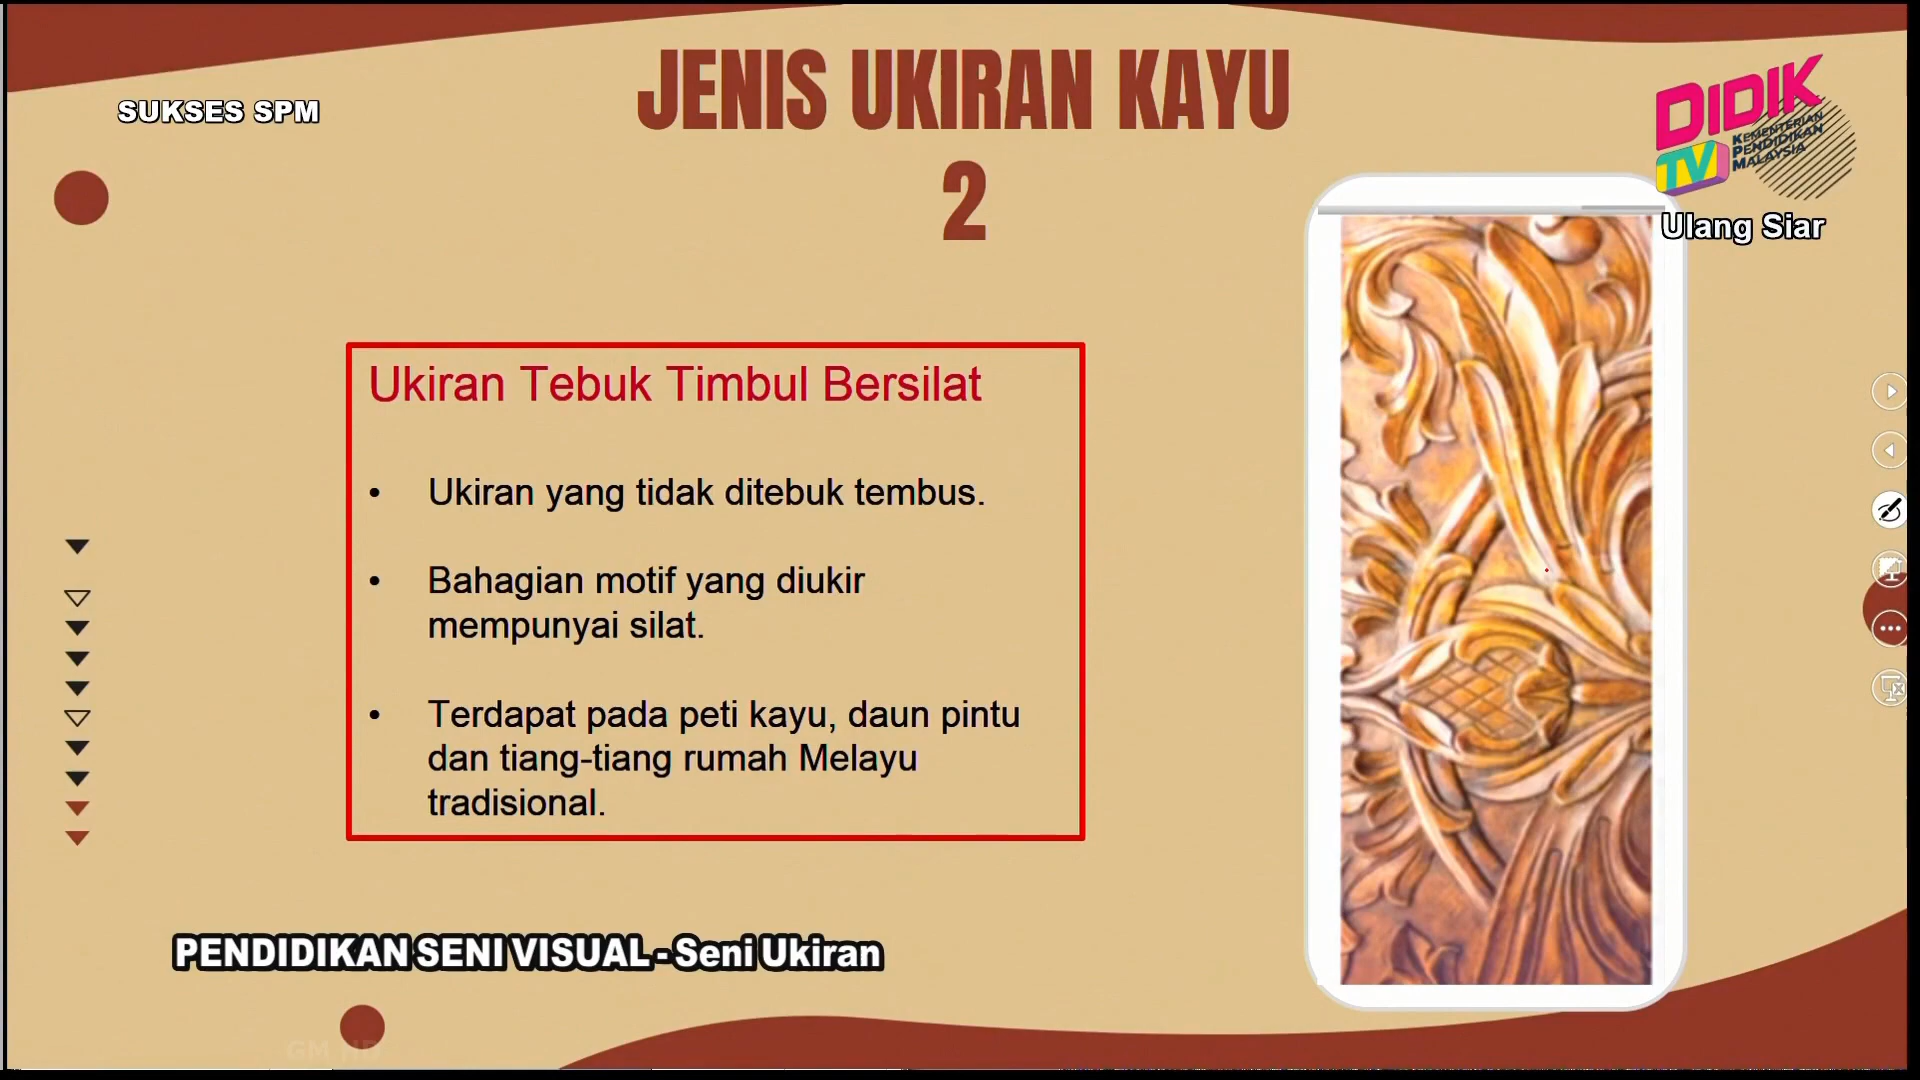 JENIS UKIRAN KAYU
2
SUKSES SPM
DIDIK
TV
KEMENTERIAN
PENDIDIKAN
MALAYSIA
Ulang Siar
Ukiran Tebuk Timbul Bersilat
• Ukiran yang tidak ditebuk tembus.
• Bahagian motif yang diukir
mempunyai silat.
• Terdapat pada peti kayu, daun pintu
dan tiang-tiang rumah Melayu
tradisional.
PENDIDIKAN SENI VISUAL - Seni Ukiran
GM HD